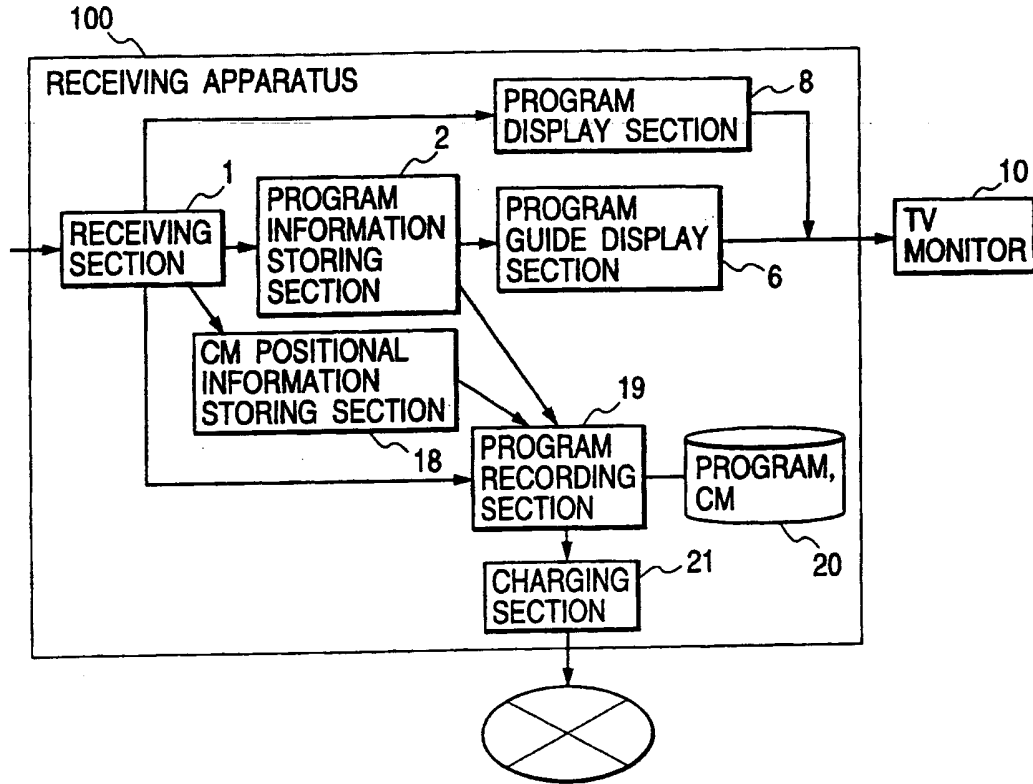 100
RECEIVING APPARATUS
8
PROGRAM
DISPLAY SECTION
2
1
10
PROGRAM
INFORMATION
STORING
SECTION
RECEIVING
SECTION
PROGRAM
GUIDE DISPLAY
SECTION
6
TV
MONITOR
CM POSITIONAL
INFORMATION
STORING SECTION
18
19
PROGRAM
RECORDING
SECTION
PROGRAM,
CM
20
21
CHARGING
SECTION